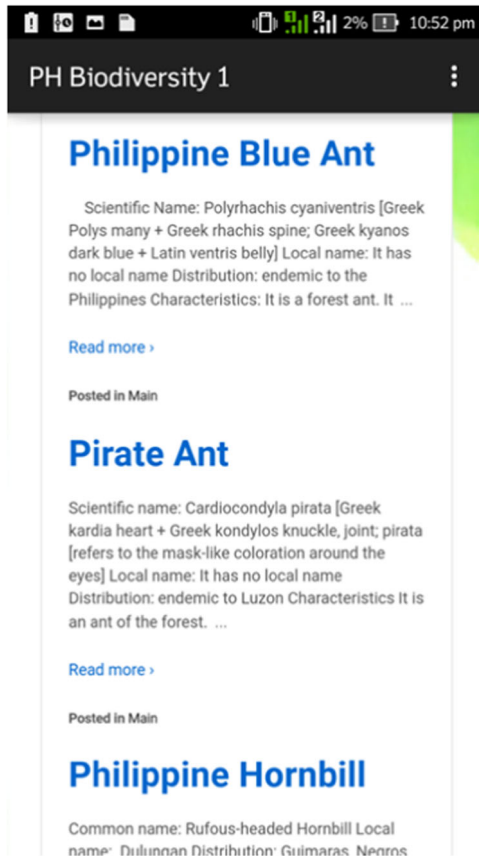 2% 10:52 pm
PH Biodiversity 1
Philippine Blue Ant
Scientific Name: Polyrhachis cyaniventris [Greek
Polys many + Greek rhachis spine; Greek kyanos
dark blue + Latin ventris belly] Local name: It has
no local name Distribution: endemic to the
Philippines Characteristics: It is a forest ant. It ...
Read more ›
Posted in Main
Pirate Ant
Scientific name: Cardiocondyla pirata [Greek
kardia heart + Greek kondylos knuckle, joint; pirata
[refers to the mask-like coloration around the
eyes] Local name: It has no local name
Distribution: endemic to Luzon Characteristics It is
an ant of the forest. ...
Read more ›
Posted in Main
Philippine Hornbill
Common name: Rufous-headed Hornbill Local
name: Dulungan Distribution: Guimaras, Negros